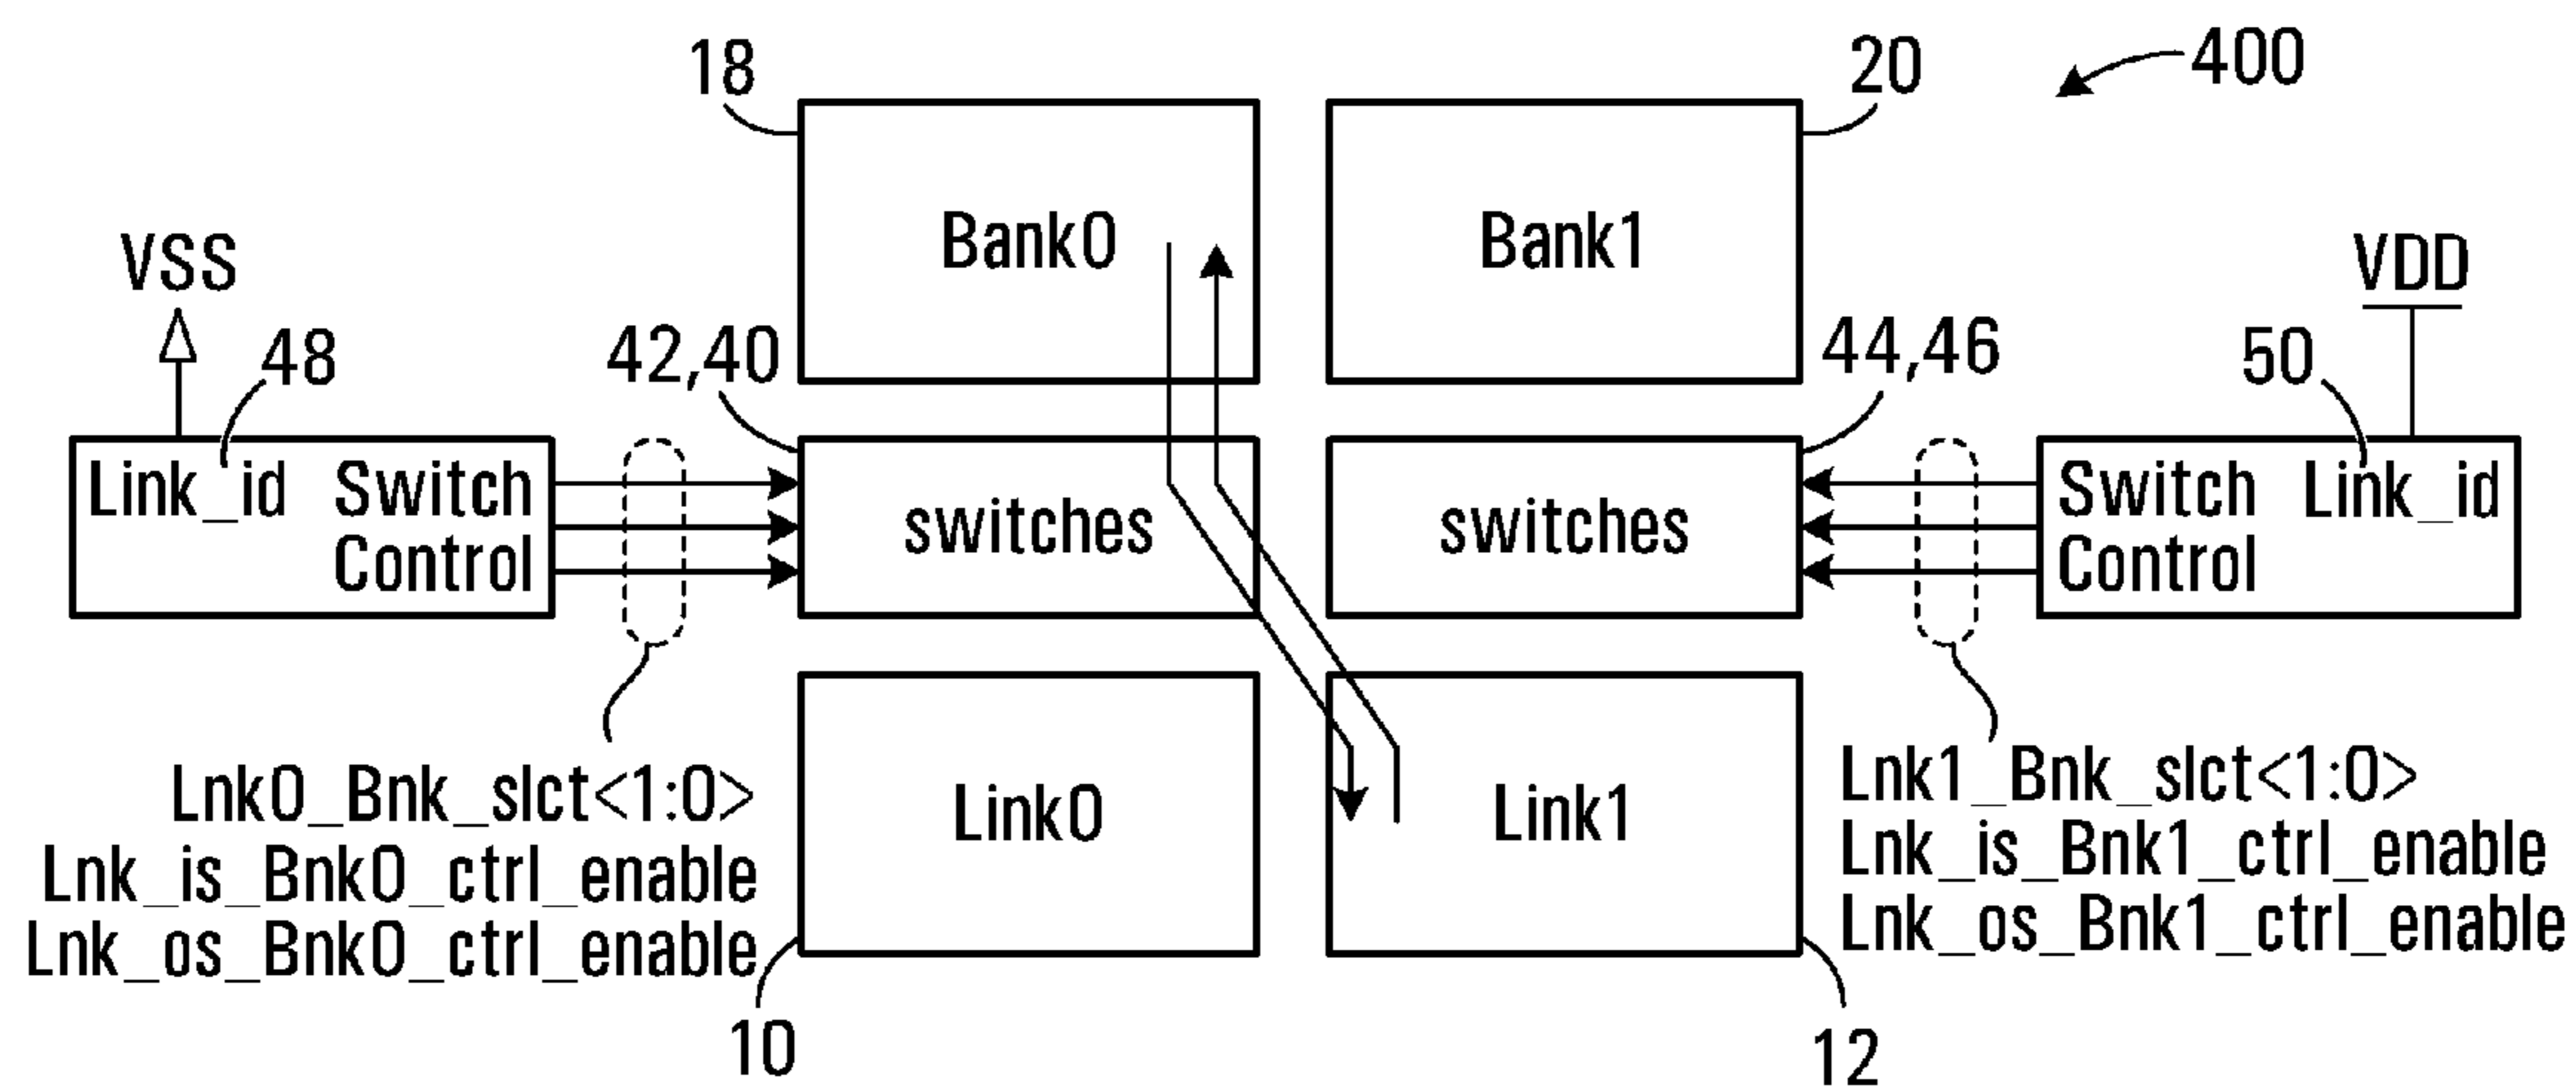 18
20
400
Bank0
Bank1
VSS
VDD
48
42,40
44,46
50
Link_id Switch
Control
switches
switches
Switch Link_id
Control
Lnk0_Bnk_slct<1:0>
Lnk_is_Bnk0_ctrl_enable
Lnk_os_Bnk0_ctrl_enable
Link0
Link1
Lnk1_Bnk_slct<1:0>
Lnk_is_Bnk1_ctrl_enable
Lnk_os_Bnk1_ctrl_enable
10
12